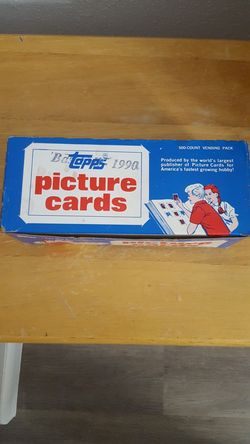 500-COUNT VENDING PACK
Topps
1990
picture
cards
Produced by the world's largest
publisher of Picture Cards for
America's fastest growing hobby!